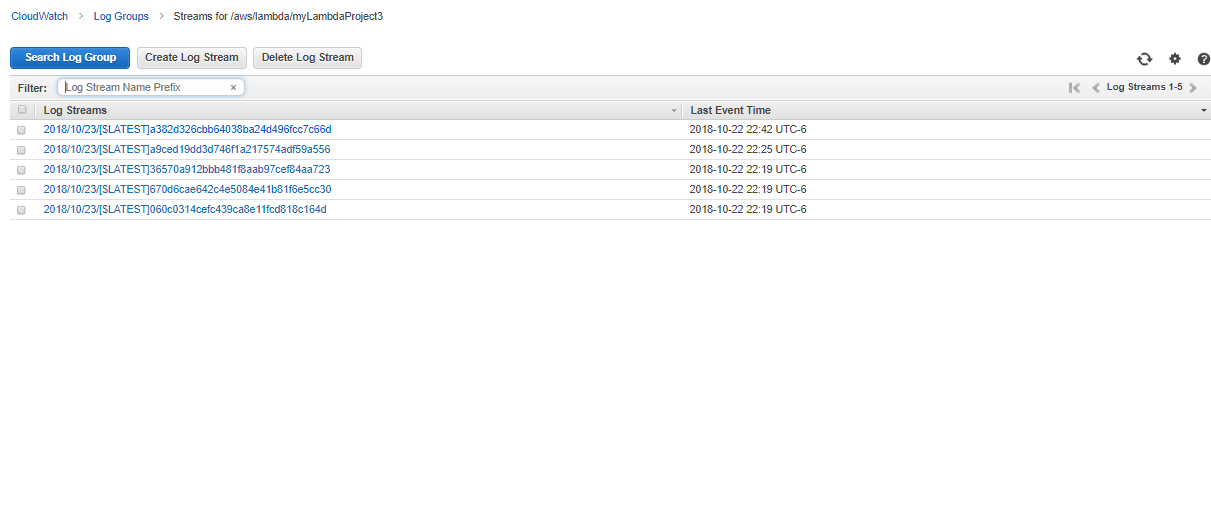 CloudWatch > Log Groups > Streams for /aws/lambda/myLambdaProject3
Search Log Group Create Log Stream Delete Log Stream
Filter: Log Stream Name Prefix × Log Streams 1-5
Log Streams Last Event Time
2018/10/23/[$LATEST]a382d326cbb64038ba24d496fcc7c66d 2018-10-22 22:42 UTC-6
2018/10/23/[$LATEST]a9ced19dd3d746f1a217574adf59a556 2018-10-22 22:25 UTC-6
2018/10/23/[$LATEST]36570a912bbb481f8aab97cef84aa723 2018-10-22 22:19 UTC-6
2018/10/23/[$LATEST]670d6cae642c4e5084e41b81f6e5cc30 2018-10-22 22:19 UTC-6
2018/10/23/[$LATEST]060c0314cefc439ca8e11fcd818c164d 2018-10-22 22:19 UTC-6